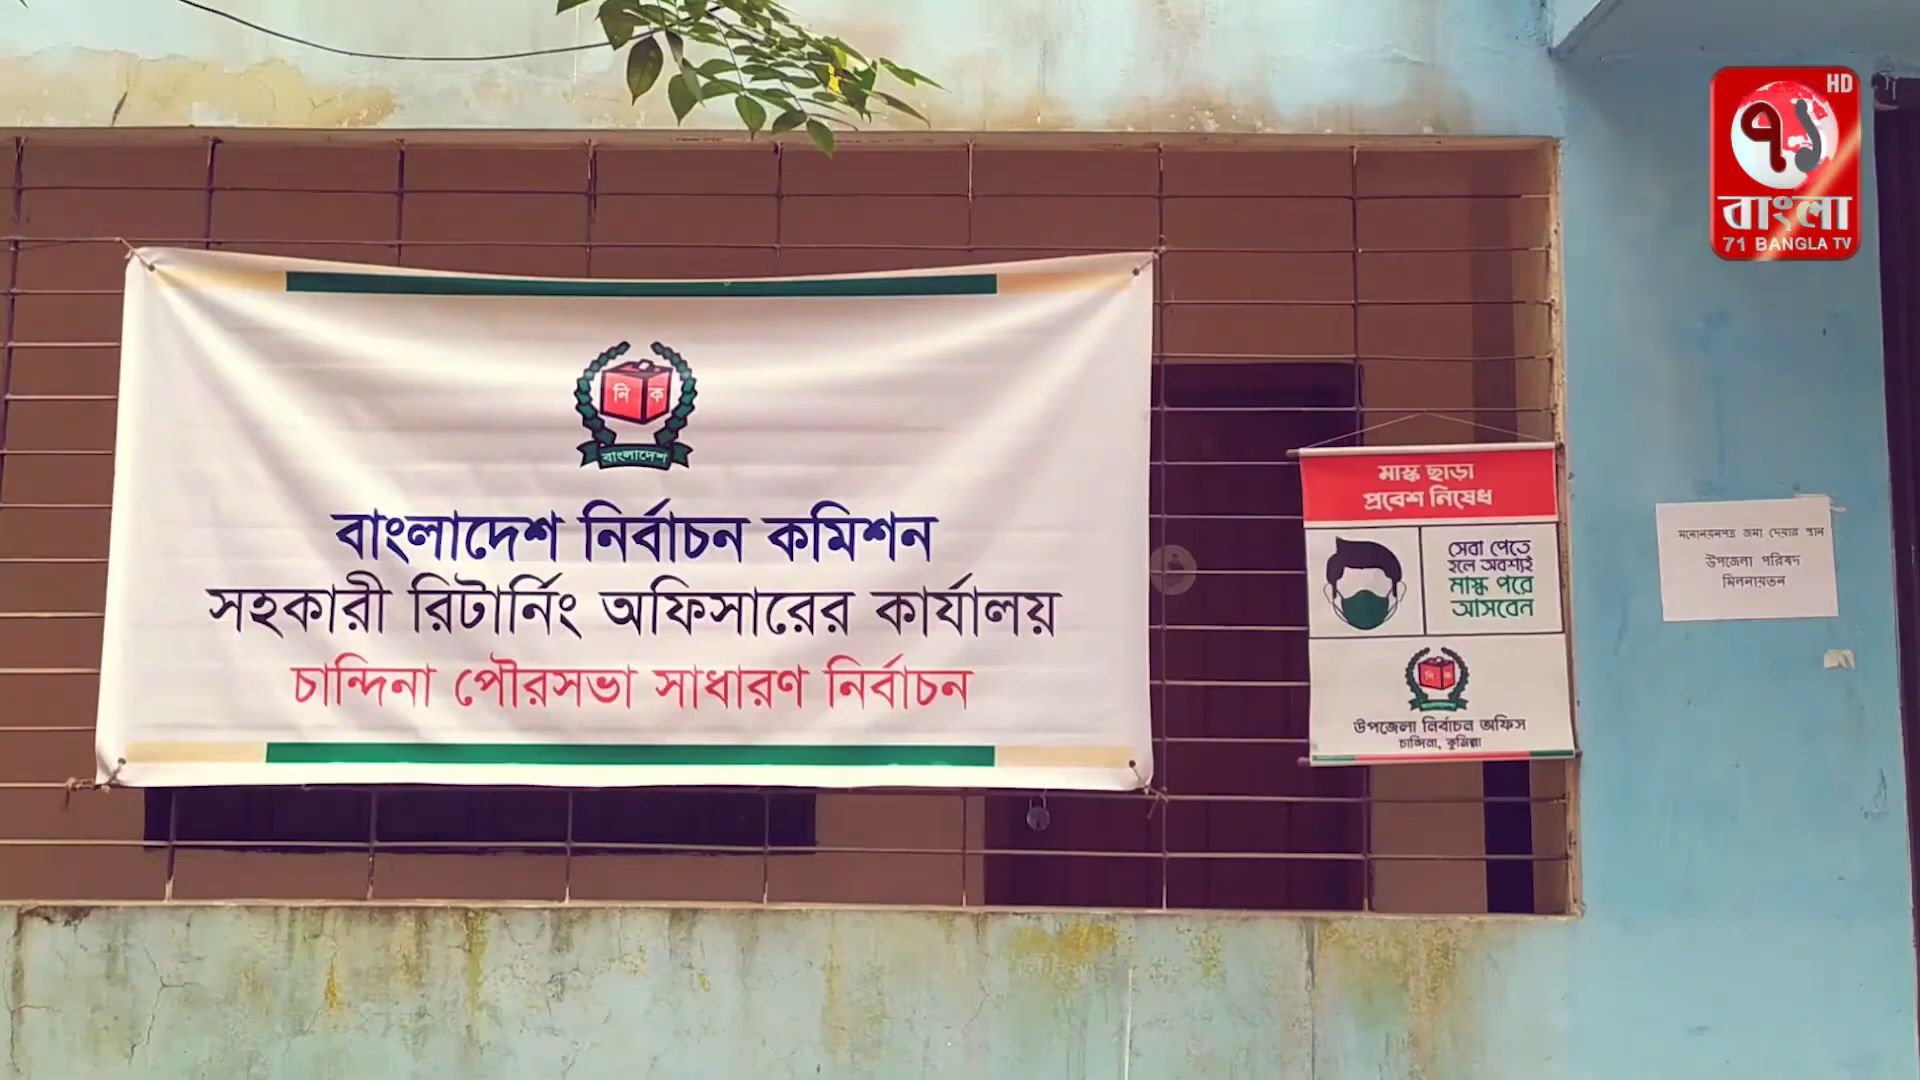 নি ক
বাংলাদেশ
বাংলাদেশ নির্বাচন কমিশন
সহকারী রিটার্নিং অফিসারের কার্যালয়
চান্দিনা পৌরসভা সাধারণ নির্বাচন
মাস্ক ছাড়া
প্রবেশ নিষেধ
সেবা পেতে
হলে অবশ্যই
মাস্ক পরে
আসবেন
নি ক
বাংলাদেশ
উপজেলা নির্বাচন অফিস
চান্দিনা, কুমিল্লা
মনোনয়নপত্র জমা দেয়ার স্থান
উপজেলা পরিষদ
মিলনায়তন
HD
৭১
বাংলা
71 BANGLA TV